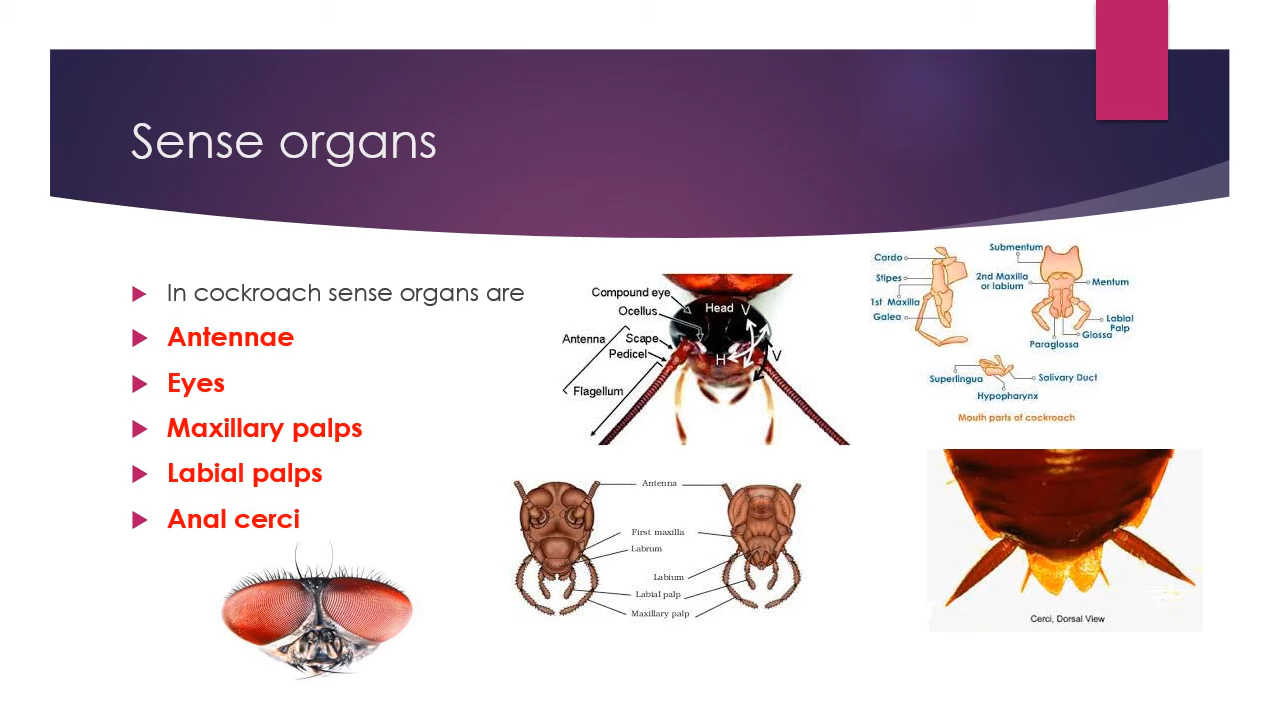 Sense organs
In cockroach sense organs are
Antennae
Eyes
Maxillary palps
Labial palps
Anal cerci
Compound eye
Ocellus
Antenna
Scape
Pedicel
Flagellum
Head
V
H
V
Cardo
Stipes
1st Maxilla
Galea
Submentum
2nd Maxilla
or labium
Mentum
Labial
Palp
Glossa
Paraglossa
Superlingua
Salivary Duct
Hypopharynx
Mouth parts of cockroach
Antenna
First maxilla
Labrum
Labium
Labial palp
Maxillary palp
Cerci, Dorsal View